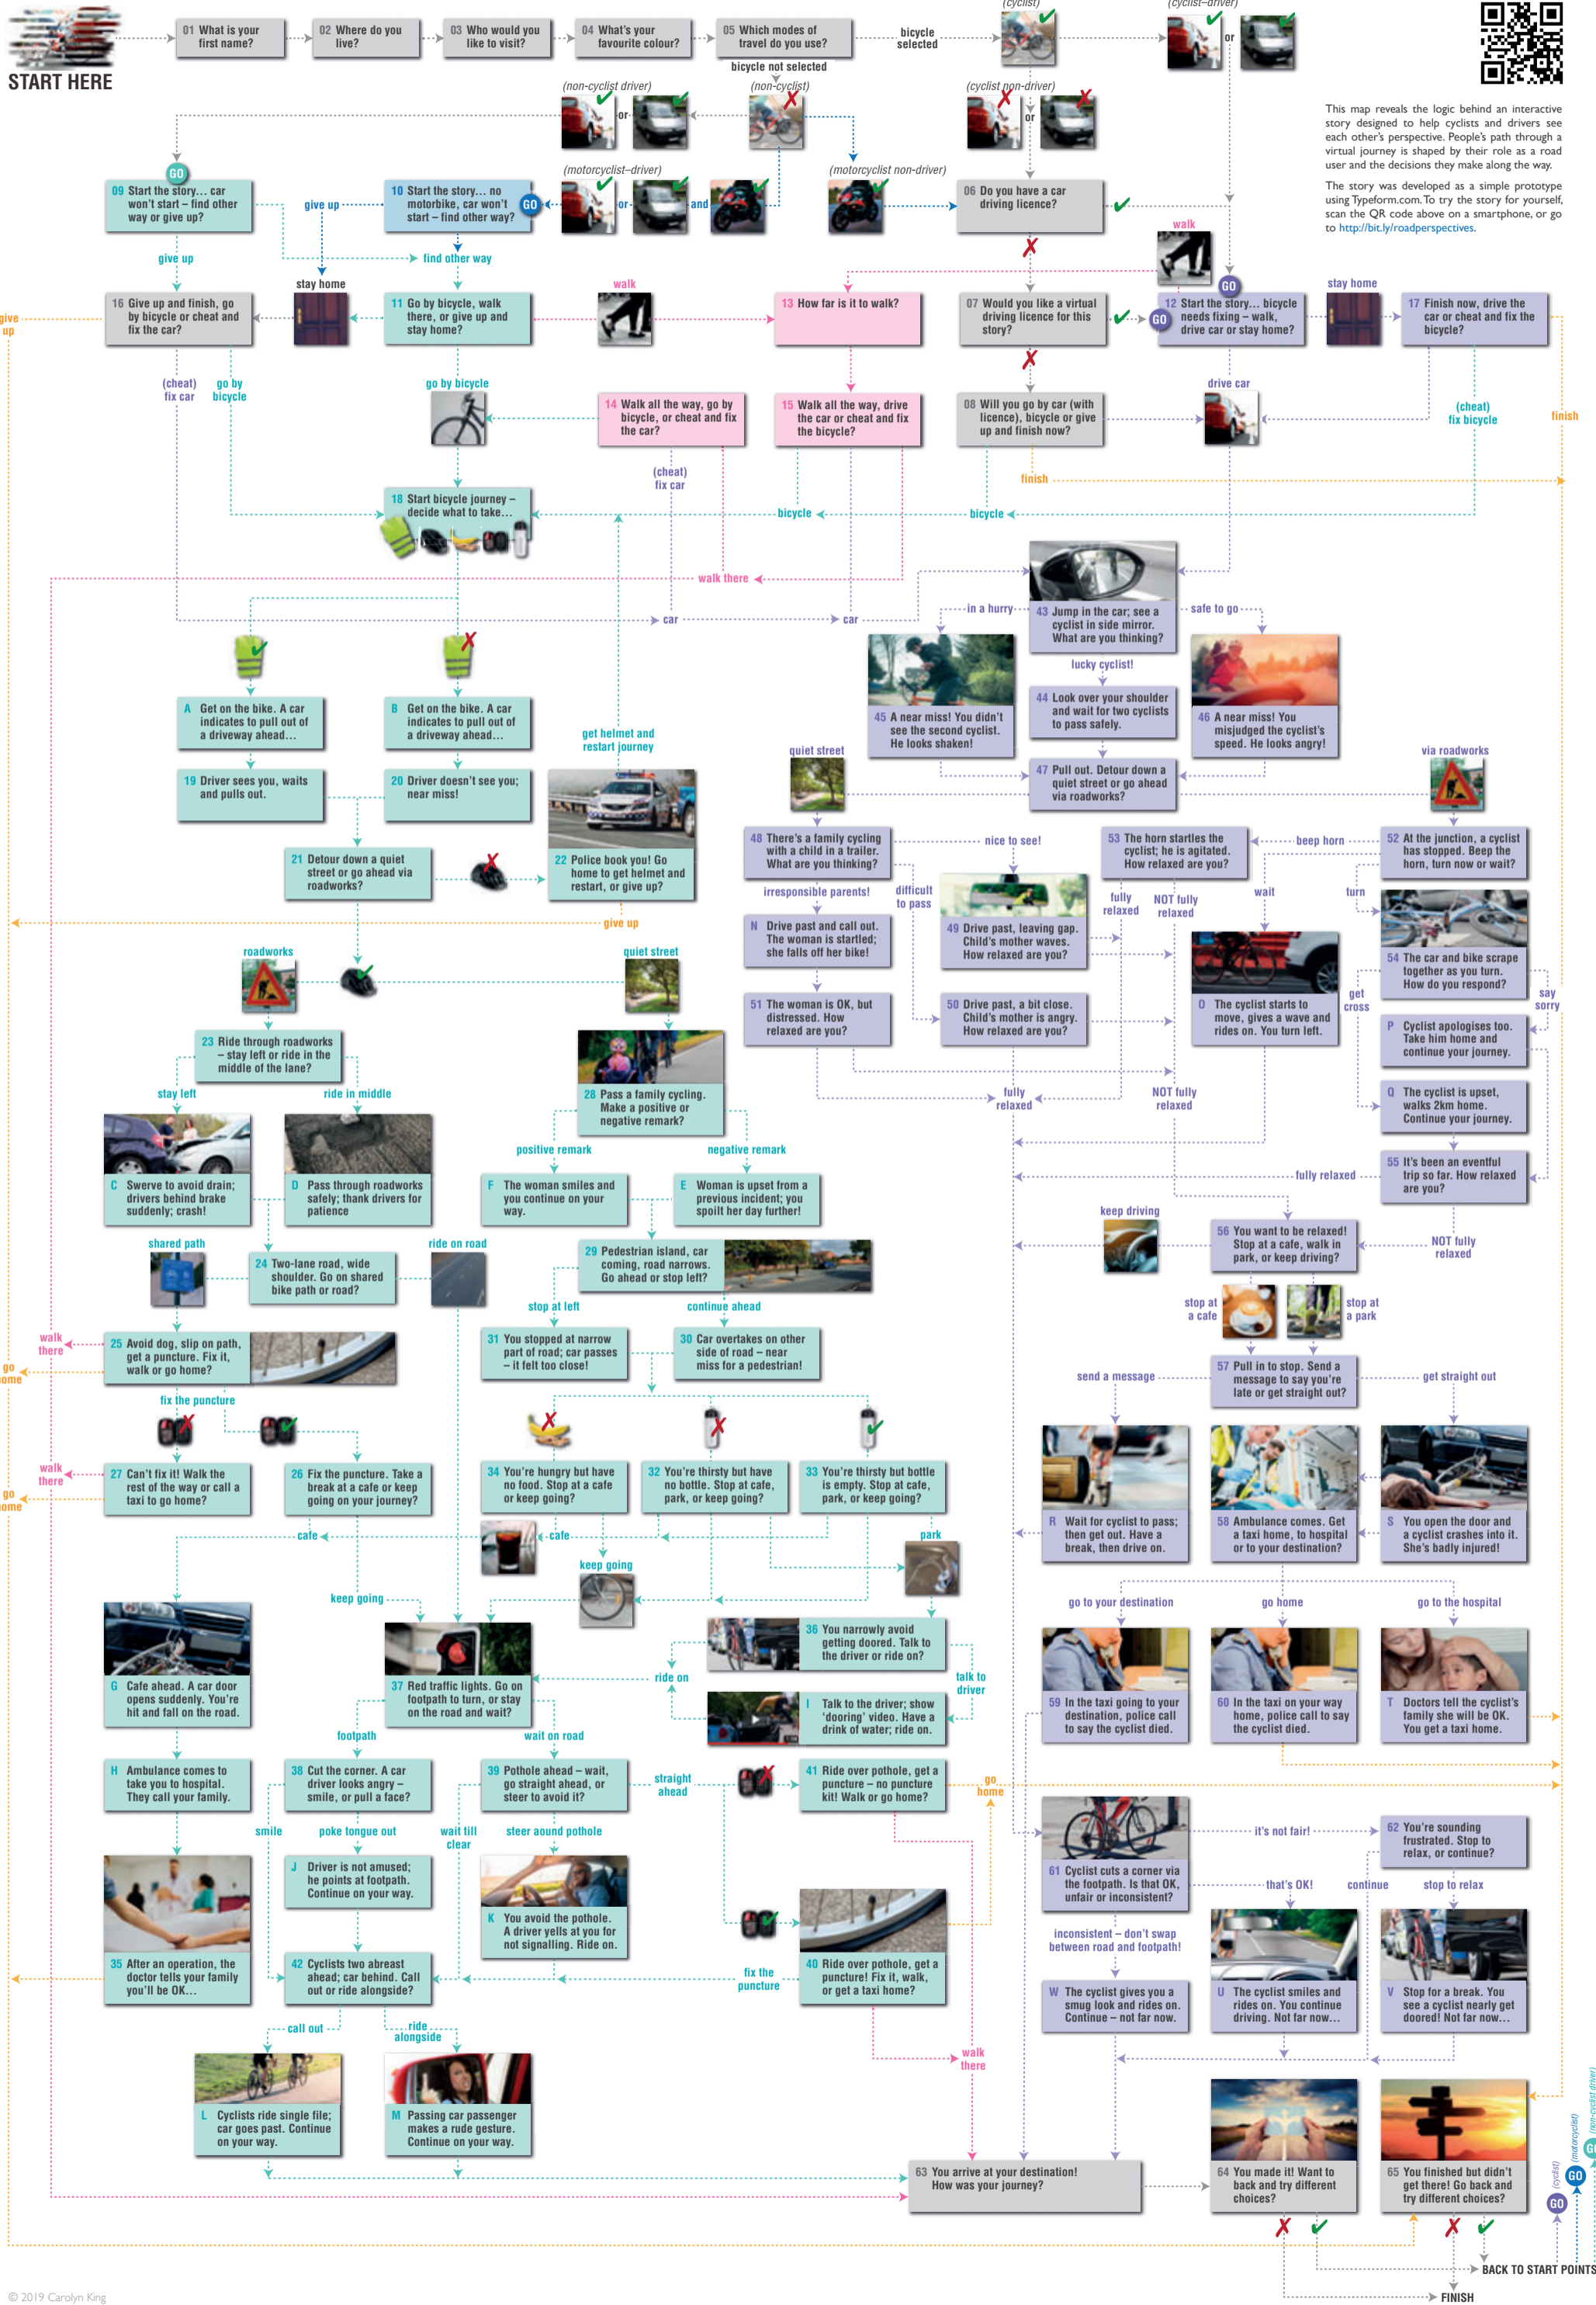 START HERE
01 What is your
first name?
02 Where do you
live?
03 Who would you
like to visit?
04 What's your
favourite colour?
05 Which modes of
travel do you use?
bicycle
selected
(cyclist)
(cyclist–driver)
or
bicycle not selected
(non-cyclist driver)
or
(non-cyclist)
(cyclist non-driver)
or
This map reveals the logic behind an interactive
story designed to help cyclists and drivers see
each other's perspective. People's path through a
virtual journey is shaped by their role as a road
user and the decisions they make along the way.
The story was developed as a simple prototype
using Typeform.com. To try the story for yourself,
scan the QR code above on a smartphone, or go
to http://bit.ly/roadperspectives.
GO
09 Start the story... car
won't start – find other
way or give up?
give up
10 Start the story... no
motorbike, car won't
start – find other way?
GO
(motorcyclist–driver)
or
and
(motorcyclist non-driver)
06 Do you have a car
driving licence?
walk
give up
find other way
stay home
walk
GO
stay home
give
up
16 Give up and finish, go
by bicycle or cheat and
fix the car?
11 Go by bicycle, walk
there, or give up and
stay home?
13 How far is it to walk?
07 Would you like a virtual
driving licence for this
story?
GO
12 Start the story... bicycle
needs fixing – walk,
drive car or stay home?
17 Finish now, drive the
car or cheat and fix the
bicycle?
(cheat)
fix car
go by
bicycle
go by bicycle
14 Walk all the way, go by
bicycle, or cheat and fix
the car?
15 Walk all the way, drive
the car or cheat and fix
the bicycle?
08 Will you go by car (with
licence), bicycle or give
up and finish now?
drive car
(cheat)
fix bicycle
finish
(cheat)
fix car
finish
18 Start bicycle journey –
decide what to take...
bicycle
bicycle
walk there
car
car
in a hurry
43 Jump in the car; see a
cyclist in side mirror.
What are you thinking?
safe to go
lucky cyclist!
A Get on the bike. A car
indicates to pull out of
a driveway ahead...
B Get on the bike. A car
indicates to pull out of
a driveway ahead...
get helmet and
restart journey
45 A near miss! You didn't
see the second cyclist.
He looks shaken!
44 Look over your shoulder
and wait for two cyclists
to pass safely.
46 A near miss! You
misjudged the cyclist's
speed. He looks angry!
quiet street
via roadworks
19 Driver sees you, waits
and pulls out.
20 Driver doesn't see you;
near miss!
47 Pull out. Detour down a
quiet street or go ahead
via roadworks?
21 Detour down a quiet
street or go ahead via
roadworks?
22 Police book you! Go
home to get helmet and
restart, or give up?
48 There's a family cycling
with a child in a trailer.
What are you thinking?
nice to see!
53 The horn startles the
cyclist; he is agitated.
How relaxed are you?
beep horn
52 At the junction, a cyclist
has stopped. Beep the
horn, turn now or wait?
irresponsible parents!
difficult
to pass
fully
relaxed
NOT fully
relaxed
wait
turn
give up
N Drive past and call out.
The woman is startled;
she falls off her bike!
49 Drive past, leaving gap.
Child's mother waves.
How relaxed are you?
54 The car and bike scrape
together as you turn.
How do you respond?
roadworks
quiet street
get
cross
say
sorry
51 The woman is OK, but
distressed. How
relaxed are you?
50 Drive past, a bit close.
Child's mother is angry.
How relaxed are you?
O The cyclist starts to
move, gives a wave and
rides on. You turn left.
P Cyclist apologises too.
Take him home and
continue your journey.
23 Ride through roadworks
– stay left or ride in the
middle of the lane?
stay left
ride in middle
28 Pass a family cycling.
Make a positive or
negative remark?
fully
relaxed
NOT fully
relaxed
Q The cyclist is upset,
walks 2km home.
Continue your journey.
positive remark
negative remark
C Swerve to avoid drain;
drivers behind brake
suddenly; crash!
D Pass through roadworks
safely; thank drivers for
patience
F The woman smiles and
you continue on your
way.
E Woman is upset from a
previous incident; you
spoilt her day further!
fully relaxed
55 It's been an eventful
trip so far. How relaxed
are you?
keep driving
56 You want to be relaxed!
Stop at a cafe, walk in
park, or keep driving?
NOT fully
relaxed
shared path
24 Two-lane road, wide
shoulder. Go on shared
bike path or road?
ride on road
29 Pedestrian island, car
coming, road narrows.
Go ahead or stop left?
stop at left
continue ahead
stop at
a cafe
stop at
a park
walk
there
25 Avoid dog, slip on path,
get a puncture. Fix it,
walk or go home?
go
home
31 You stopped at narrow
part of road; car passes
– it felt too close!
30 Car overtakes on other
side of road – near
miss for a pedestrian!
send a message
57 Pull in to stop. Send a
message to say you're
late or get straight out?
get straight out
fix the puncture
walk
there
27 Can't fix it! Walk the
rest of the way or call a
taxi to go home?
go
home
26 Fix the puncture. Take a
break at a cafe or keep
going on your journey?
34 You're hungry but have
no food. Stop at a cafe
or keep going?
32 You're thirsty but have
no bottle. Stop at cafe,
park, or keep going?
33 You're thirsty but bottle
is empty. Stop at cafe,
park, or keep going?
R Wait for cyclist to pass;
then get out. Have a
break, then drive on.
58 Ambulance comes. Get
a taxi home, to hospital
or to your destination?
S You open the door and
a cyclist crashes into it.
She's badly injured!
cafe
cafe
park
keep going
keep going
go to your destination
go home
go to the hospital
G Cafe ahead. A car door
opens suddenly. You're
hit and fall on the road.
37 Red traffic lights. Go on
footpath to turn, or stay
on the road and wait?
ride on
36 You narrowly avoid
getting doored. Talk to
the driver or ride on?
talk to
driver
I Talk to the driver; show
'dooring' video. Have a
drink of water; ride on.
59 In the taxi going to your
destination, police call
to say the cyclist died.
60 In the taxi on your way
home, police call to say
the cyclist died.
T Doctors tell the cyclist's
family she will be OK.
You get a taxi home.
footpath
wait on road
H Ambulance comes to
take you to hospital.
They call your family.
38 Cut the corner. A car
driver looks angry –
smile, or pull a face?
39 Pothole ahead – wait,
go straight ahead, or
steer to avoid it?
straight
ahead
41 Ride over pothole, get a
puncture – no puncture
kit! Walk or go home?
go
home
smile
poke tongue out
wait till
clear
steer aound pothole
J Driver is not amused;
he points at footpath.
Continue on your way.
K You avoid the pothole.
A driver yells at you for
not signalling. Ride on.
61 Cyclist cuts a corner via
the footpath. Is that OK,
unfair or inconsistent?
it's not fair!
62 You're sounding
frustrated. Stop to
relax, or continue?
that's OK!
continue
stop to relax
inconsistent – don't swap
between road and footpath!
35 After an operation, the
doctor tells your family
you'll be OK...
42 Cyclists two abreast
ahead; car behind. Call
out or ride alongside?
fix the
puncture
40 Ride over pothole, get a
puncture! Fix it, walk,
or get a taxi home?
W The cyclist gives you a
smug look and rides on.
Continue – not far now.
U The cyclist smiles and
rides on. You continue
driving. Not far now...
V Stop for a break. You
see a cyclist nearly get
doored! Not far now...
call out
ride
alongside
walk
there
L Cyclists ride single file;
car goes past. Continue
on your way.
M Passing car passenger
makes a rude gesture.
Continue on your way.
63 You arrive at your destination!
How was your journey?
64 You made it! Want to
back and try different
choices?
65 You finished but didn't
get there! Go back and
try different choices?
(cyclist)
GO
(motorcyclist)
GO
(non-cyclist driver)
GO
BACK TO START POINTS
FINISH
© 2019 Carolyn King